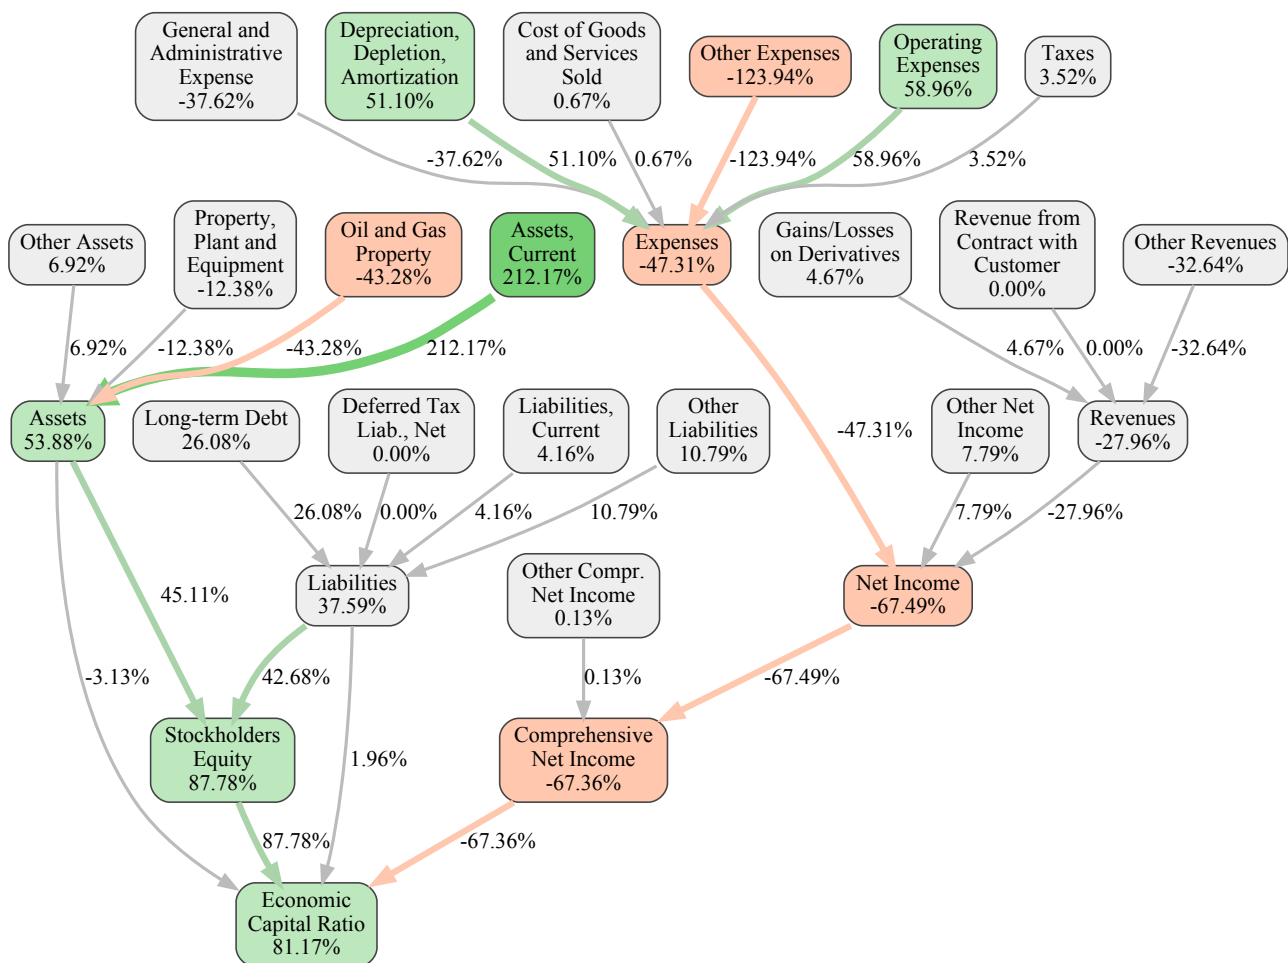 General and
Administrative
Expense
-37.62%
Depreciation,
Depletion,
Amortization
51.10%
Cost of Goods
and Services
Sold
0.67%
Other Expenses
-123.94%
Operating
Expenses
58.96%
Taxes
3.52%
-37.62%
51.10%
0.67%
-123.94%
58.96%
3.52%
Other Assets
6.92%
Property,
Plant and
Equipment
-12.38%
Oil and Gas
Property
-43.28%
Assets,
Current
212.17%
Expenses
-47.31%
Gains/Losses
on Derivatives
4.67%
Revenue from
Contract with
Customer
0.00%
Other Revenues
-32.64%
6.92%
-12.38%
-43.28%
212.17%
4.67%
0.00%
-32.64%
Assets
53.88%
Long-term Debt
26.08%
Deferred Tax
Liab., Net
0.00%
Liabilities,
Current
4.16%
Other
Liabilities
10.79%
-47.31%
Other Net
Income
7.79%
Revenues
-27.96%
26.08%
0.00%
4.16%
10.79%
7.79%
-27.96%
45.11%
Liabilities
37.59%
Other Compr.
Net Income
0.13%
Net Income
-67.49%
-3.13%
42.68%
0.13%
-67.49%
Stockholders
Equity
87.78%
1.96%
Comprehensive
Net Income
-67.36%
87.78%
-67.36%
Economic
Capital Ratio
81.17%